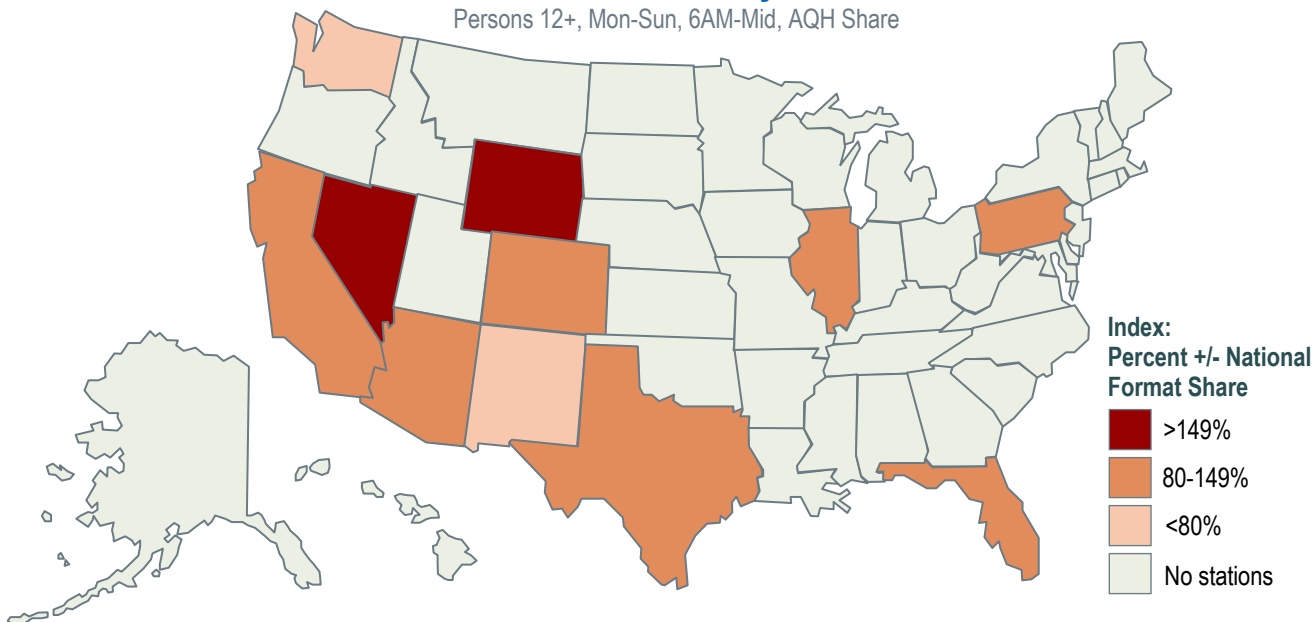 Persons 12+, Mon-Sun, 6AM-Mid, AQH Share
Index:
Percent +/- National
Format Share
>149%
80-149%
<80%
No stations